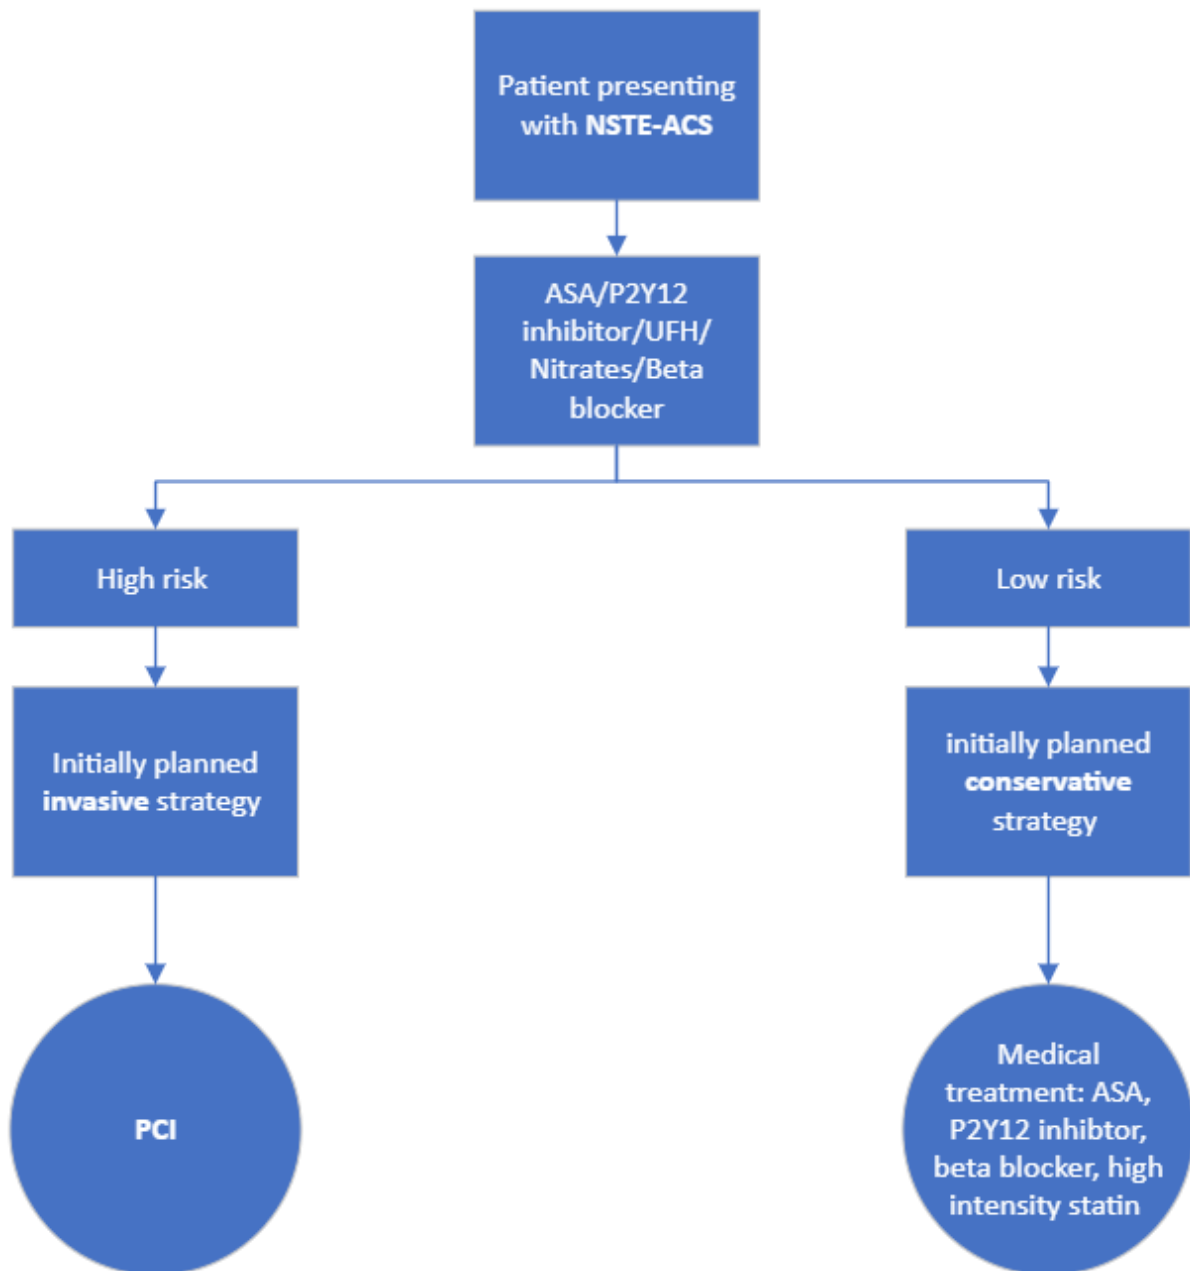 Patient presenting
with NSTE-ACS
ASA/P2Y12
inhibitor/UFH/
Nitrates/Beta
blocker
High risk
Low risk
Initially planned
invasive strategy
initially planned
conservative
strategy
PCI
Medical
treatment: ASA,
P2Y12 inhibtor,
beta blocker, high
intensity statin